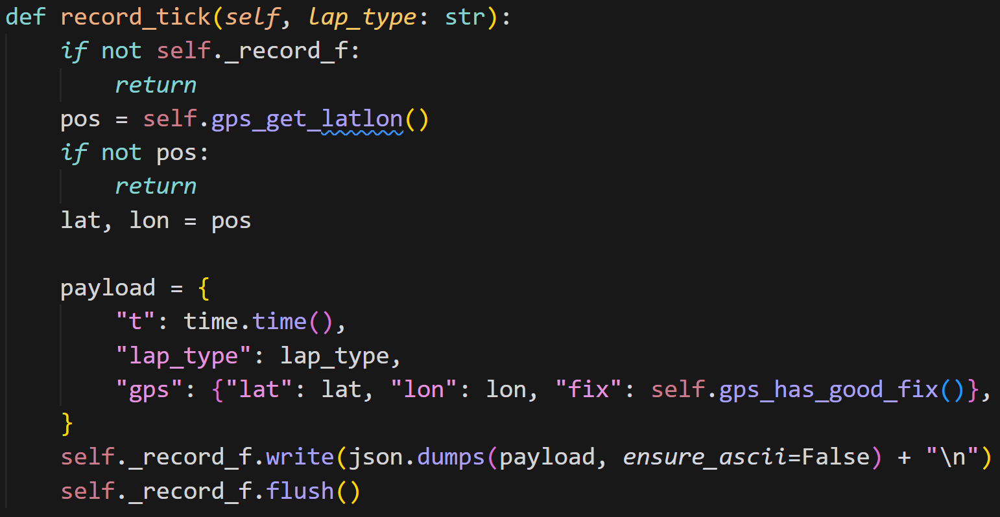 def record_tick(self, lap_type: str):
    if not self._record_f:
        return
    pos = self.gps_get_latlon()
    if not pos:
        return
    lat, lon = pos

    payload = {
        "t": time.time(),
        "lap_type": lap_type,
        "gps": {"lat": lat, "lon": lon, "fix": self.gps_has_good_fix()},
    }
    self._record_f.write(json.dumps(payload, ensure_ascii=False) + "\n")
    self._record_f.flush()